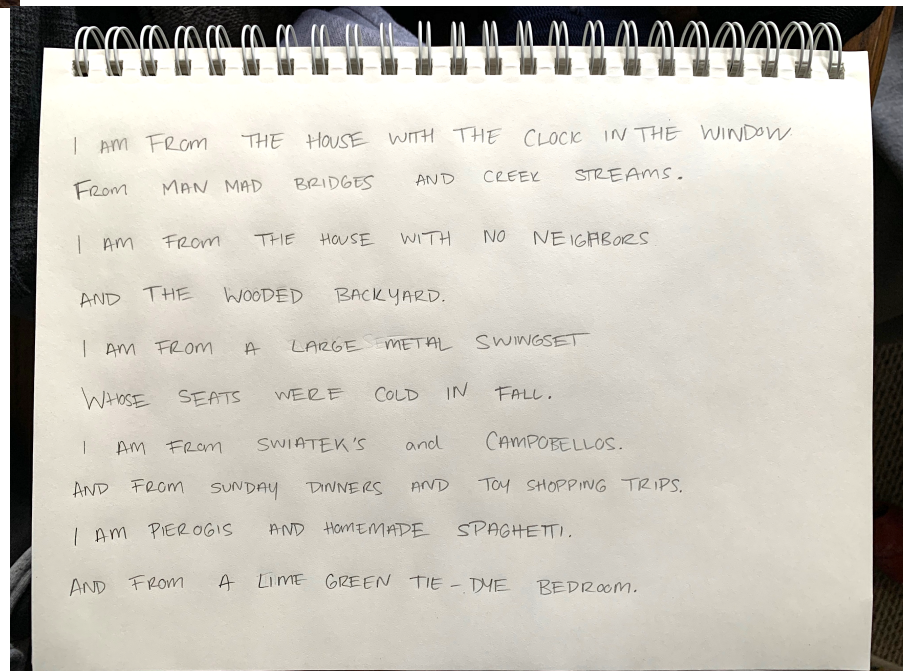 I AM FROM THE HOUSE WITH THE CLOCK IN THE WINDOW
FROM MAN MAD BRIDGES AND CREEK STREAMS.
I AM FROM THE HOUSE WITH NO NEIGHBORS
AND THE WOODED BACKYARD.
I AM FROM A LARGE METAL SWINGSET
WHOSE SEATS WERE COLD IN FALL.
I AM FROM SWIATEK'S and CAMPOBELLOS.
AND FROM SUNDAY DINNERS AND TOY SHOPPING TRIPS.
I AM PIEROGIS AND HOMEMADE SPAGHETTI.
AND FROM A LIME GREEN TIE-DYE BEDROOM.